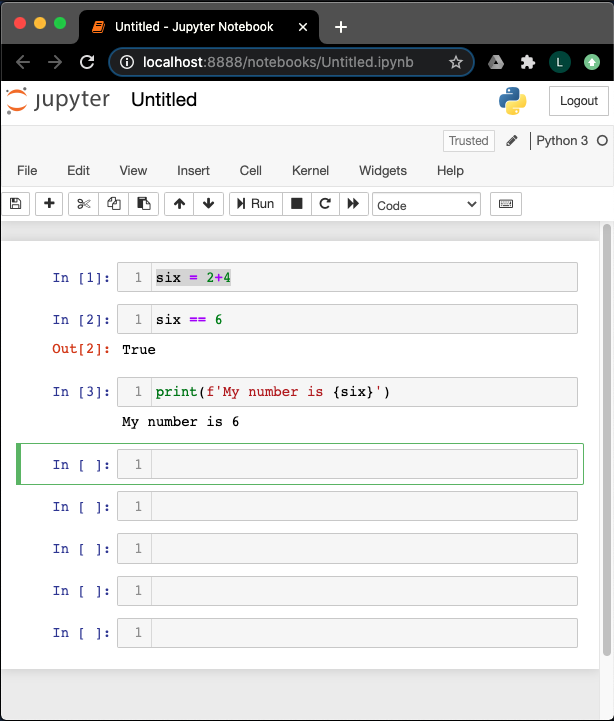 Untitled - Jupyter Notebook
localhost:8888/notebooks/Untitled.ipynb
L
jupyter Untitled
Logout
Trusted
Python 3
File Edit View Insert Cell Kernel Widgets Help
Run
Code
In [1]: 1 six = 2+4
In [2]: 1 six == 6
Out[2]: True
In [3]: 1 print(f'My number is {six}')
My number is 6
In [ ]: 1
In [ ]: 1
In [ ]: 1
In [ ]: 1
In [ ]: 1